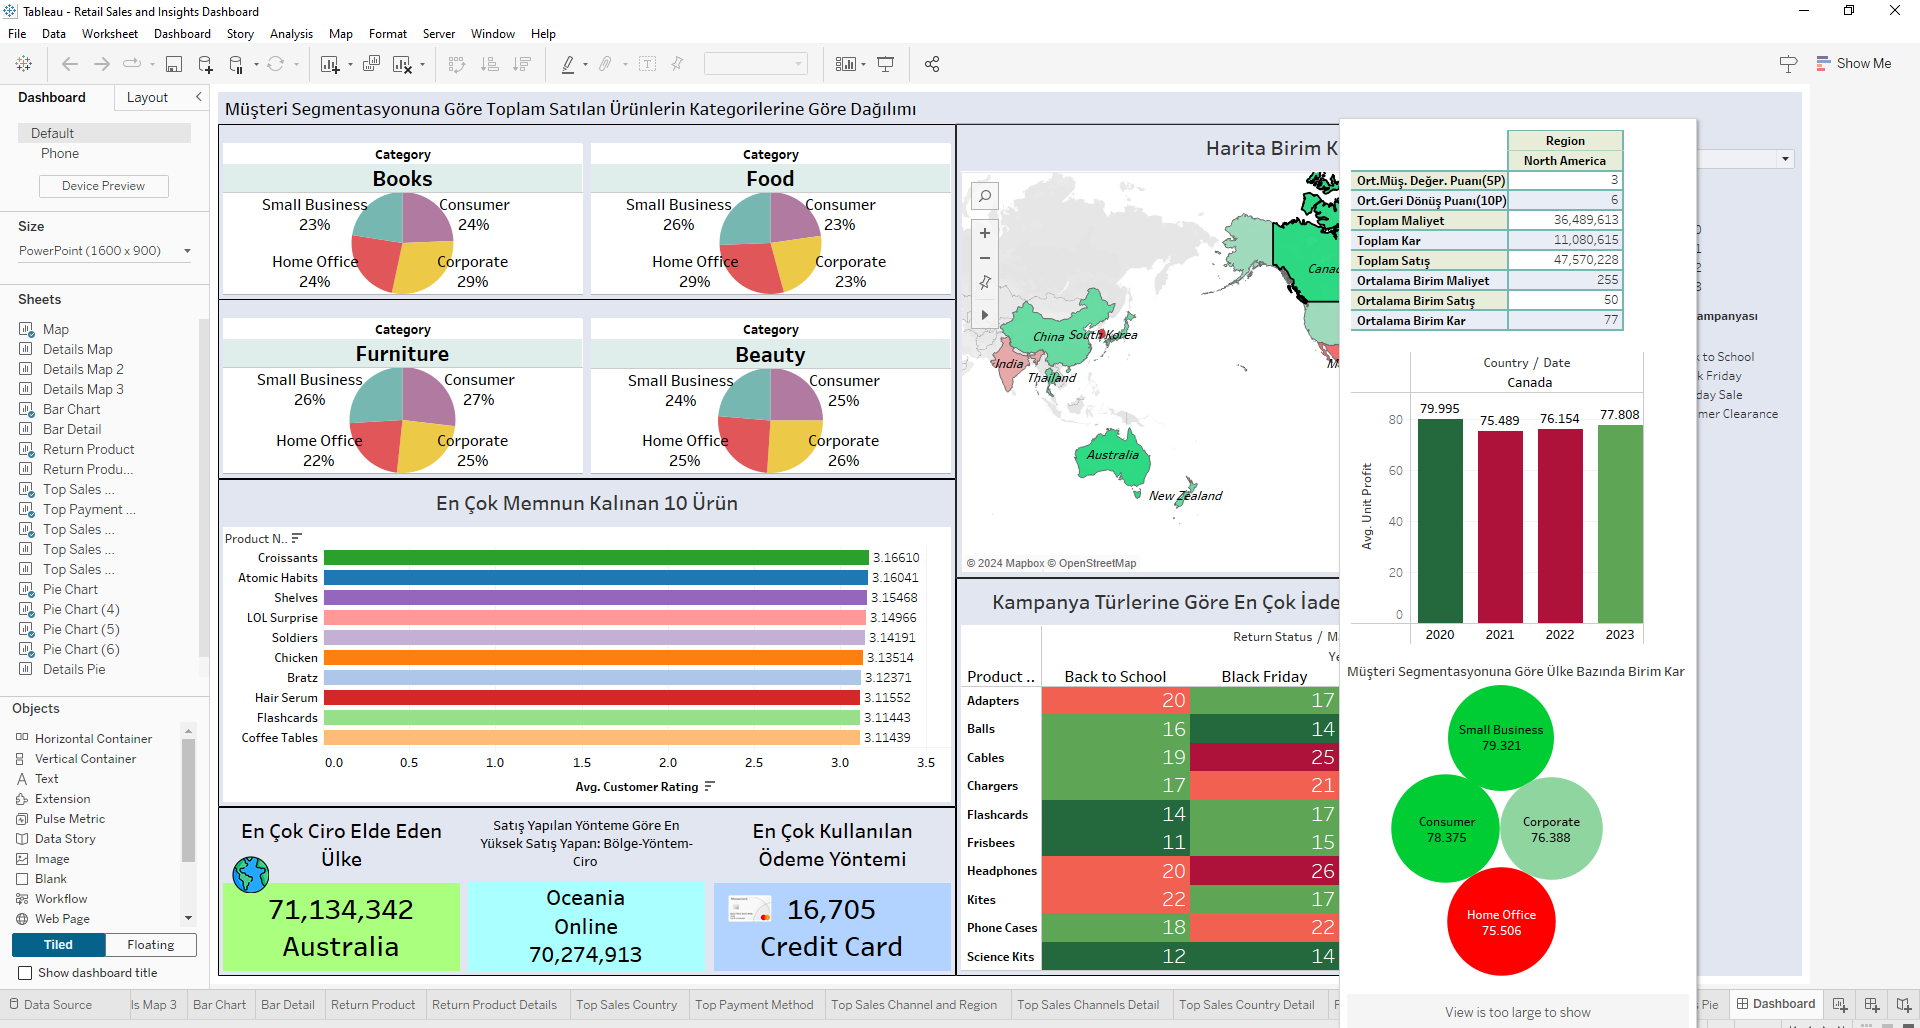 Tableau - Retail Sales and Insights Dashboard
File Data Worksheet Dashboard Story Analysis Map Format Server Window Help
Show Me
Dashboard Layout
Default
Phone
Device Preview
Size
PowerPoint (1600 x 900)
Sheets
Map
Details Map
Details Map 2
Details Map 3
Bar Chart
Bar Detail
Return Product
Return Produ...
Top Sales ...
Top Payment ...
Top Sales ...
Top Sales ...
Top Sales ...
Pie Chart
Pie Chart (4)
Pie Chart (5)
Pie Chart (6)
Details Pie
Objects
Horizontal Container
Vertical Container
Text
Extension
Pulse Metric
Data Story
Image
Blank
Workflow
Web Page
Tiled Floating
Show dashboard title
Müşteri Segmentasyonuna Göre Toplam Satılan Ürünlerin Kategorilerine Göre Dağılımı
Category
Books
Small Business
23%
Consumer
24%
Home Office
24%
Corporate
29%
Category
Food
Small Business
26%
Consumer
23%
Home Office
29%
Corporate
23%
Category
Furniture
Small Business
26%
Consumer
27%
Home Office
22%
Corporate
25%
Category
Beauty
Small Business
24%
Consumer
25%
Home Office
25%
Corporate
26%
En Çok Memnun Kalınan 10 Ürün
Product N..
Croissants 3.16610
Atomic Habits 3.16041
Shelves 3.15468
LOL Surprise 3.14966
Soldiers 3.14191
Chicken 3.13514
Bratz 3.12371
Hair Serum 3.11552
Flashcards 3.11443
Coffee Tables 3.11439
0.0 0.5 1.0 1.5 2.0 2.5 3.0 3.5
Avg. Customer Rating
En Çok Ciro Elde Eden
Ülke
71,134,342
Australia
Satış Yapılan Yönteme Göre En
Yüksek Satış Yapan: Bölge-Yöntem-
Ciro
Oceania
Online
70,274,913
En Çok Kullanılan
Ödeme Yöntemi
16,705
Credit Card
Harita Birim K
Canad
China
South Korea
India
Thailand
M
Australia
New Zealand
© 2024 Mapbox © OpenStreetMap
Kampanya Türlerine Göre En Çok İade
Return Status / Ma
Ye
Product .. Back to School Black Friday
Adapters 20 17
Balls 16 14
Cables 19 25
Chargers 17 21
Flashcards 14 17
Frisbees 11 15
Headphones 20 26
Kites 22 17
Phone Cases 18 22
Science Kits 12 14
Region
North America
Ort.Müş. Değer. Puanı(5P) 3
Ort.Geri Dönüş Puanı(10P) 6
Toplam Maliyet 36,489,613
Toplam Kar 11,080,615
Toplam Satış 47,570,228
Ortalama Birim Maliyet 255
Ortalama Birim Satış 50
Ortalama Birim Kar 77
Country / Date
Canada
Avg. Unit Profit
80
60
40
20
0
79.995 75.489 76.154 77.808
2020 2021 2022 2023
Müşteri Segmentasyonuna Göre Ülke Bazında Birim Kar
Small Business
79.321
Consumer
78.375
Corporate
76.388
Home Office
75.506
View is too large to show
0
1
2
3
ampanyası
k to School
k Friday
day Sale
mer Clearance
Data Source ls Map 3 Bar Chart Bar Detail Return Product Return Product Details Top Sales Country Top Payment Method Top Sales Channel and Region Top Sales Channels Detail Top Sales Country Detail s Pie Dashboard